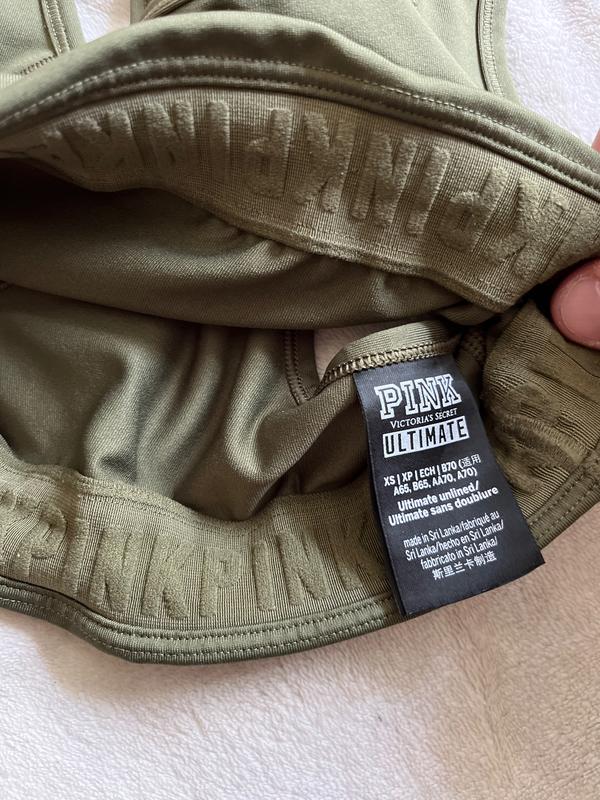 PINKPINKPINK
PINKPINK
PINK
VICTORIA'S SECRET
ULTIMATE
XS | XP | ECH | B70 (适用
A65, B65, AA70, A70)
Ultimate unlined/
Ultimate sans doublure
made in Sri Lanka/fabriqué au
Sri Lanka/hecho en Sri Lanka/
fabbricato in Sri Lanka/
斯里兰卡制造